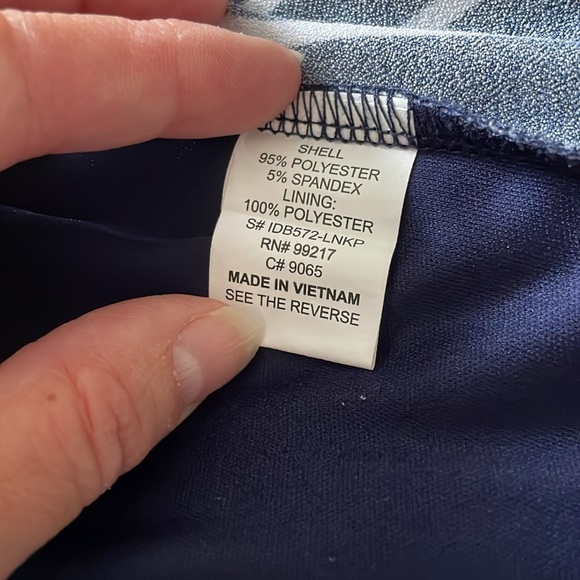 SHELL
95% POLYESTER
5% SPANDEX
LINING:
100% POLYESTER
S# IDB572-LNKP
RN# 99217
C# 9065
MADE IN VIETNAM
SEE THE REVERSE